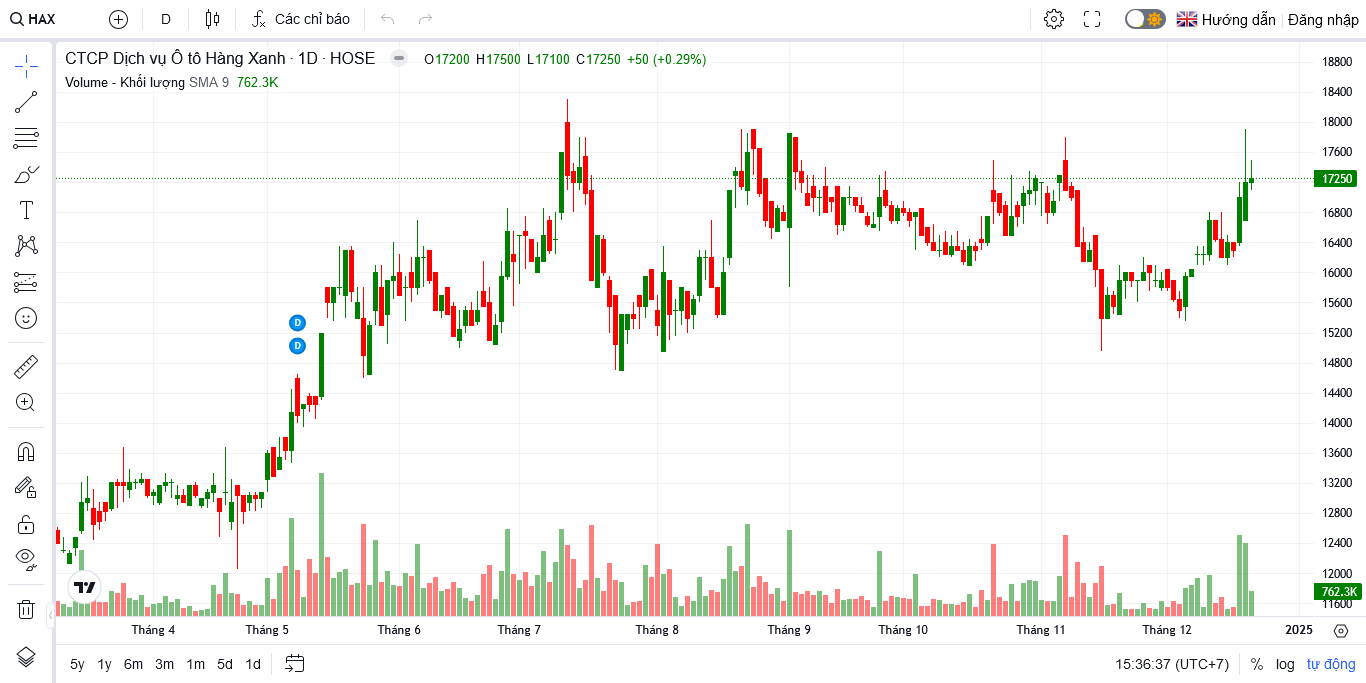 HAX D Các chỉ báo Hướng dẫn Đăng nhập
CTCP Dịch vụ Ô tô Hàng Xanh · 1D · HOSE O17200 H17500 L17100 C17250 +50 (+0.29%)
Volume - Khối lượng SMA 9 762.3K
18800
18400
18000
17600
17250
16800
16400
16000
15600
15200
14800
14400
14000
13600
13200
12800
12400
12000
762.3K
11600
D
D
Tháng 4 Tháng 5 Tháng 6 Tháng 7 Tháng 8 Tháng 9 Tháng 10 Tháng 11 Tháng 12 2025
5y 1y 6m 3m 1m 5d 1d 15:36:37 (UTC+7) % log tự động